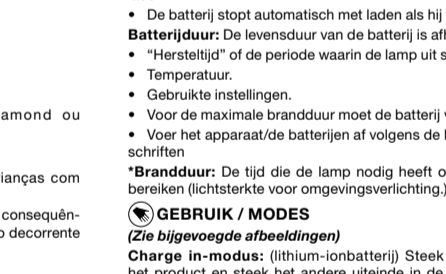 amond ou
ianças com
consequên-
o decorrente
• De batterij stopt automatisch met laden als hij
Batterijduur: De levensduur van de batterij is
• “Hersteltijd” of de periode waarin de lamp uit
• Temperatuur.
• Gebruikte instellingen.
• Voor de maximale brandduur moet de batterij
• Voer het apparaat/de batterijen af volgens de
schriften
*Brandduur: De tijd die de lamp nodig heeft
bereiken (lichtsterkte voor omgevingsverlichting.)
GEBRUIK / MODES
(Zie bijgevoegde afbeeldingen)
Charge in-modus: (lithium-ionbatterij) Steek
het product en steek het andere uiteinde in de